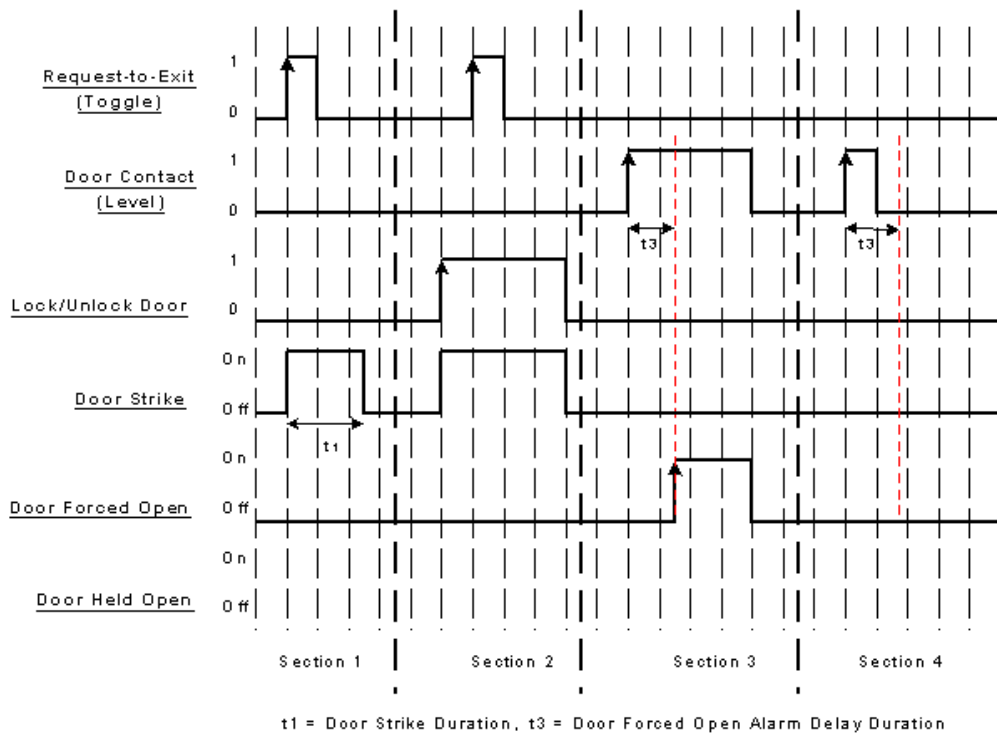 Request-to-Exit
(Toggle)
1
0
Door Contact
(Level)
1
0
t3
t3
Lock/Unlock Door
1
0
Door Strike
On
Off
t1
Door Forced Open
On
Off
Door Held Open
On
Off
Section 1
Section 2
Section 3
Section 4
t1 = Door Strike Duration, t3 = Door Forced Open Alarm Delay Duration